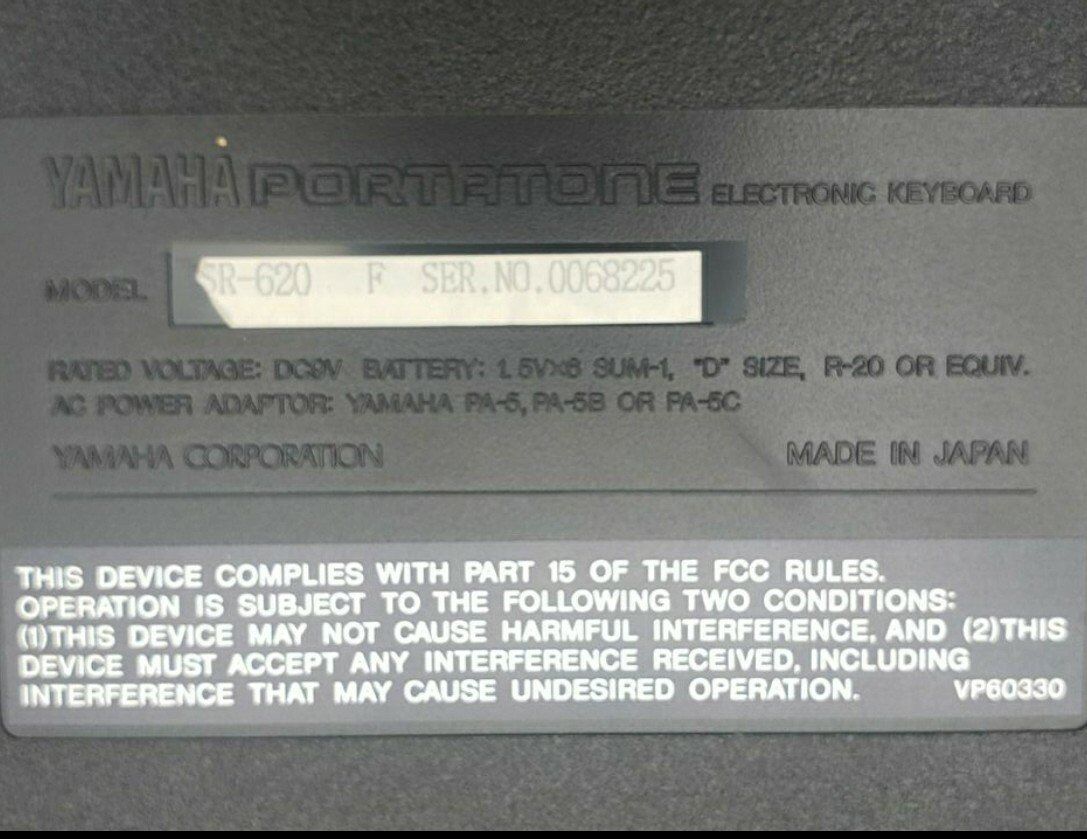 YAMAHA PORTATONE ELECTRONIC KEYBOARD
MODEL SR-620 F SER.NO.0068225
RATED VOLTAGE: DC9V BATTERY: 1.5V×6 SUM-1, "D" SIZE, R-20 OR EQUIV.
AC POWER ADAPTOR: YAMAHA PA-5, PA-5B OR PA-5C
YAMAHA CORPORATION MADE IN JAPAN
THIS DEVICE COMPLIES WITH PART 15 OF THE FCC RULES.
OPERATION IS SUBJECT TO THE FOLLOWING TWO CONDITIONS:
(1)THIS DEVICE MAY NOT CAUSE HARMFUL INTERFERENCE, AND (2)THIS
DEVICE MUST ACCEPT ANY INTERFERENCE RECEIVED, INCLUDING
INTERFERENCE THAT MAY CAUSE UNDESIRED OPERATION. VP60330